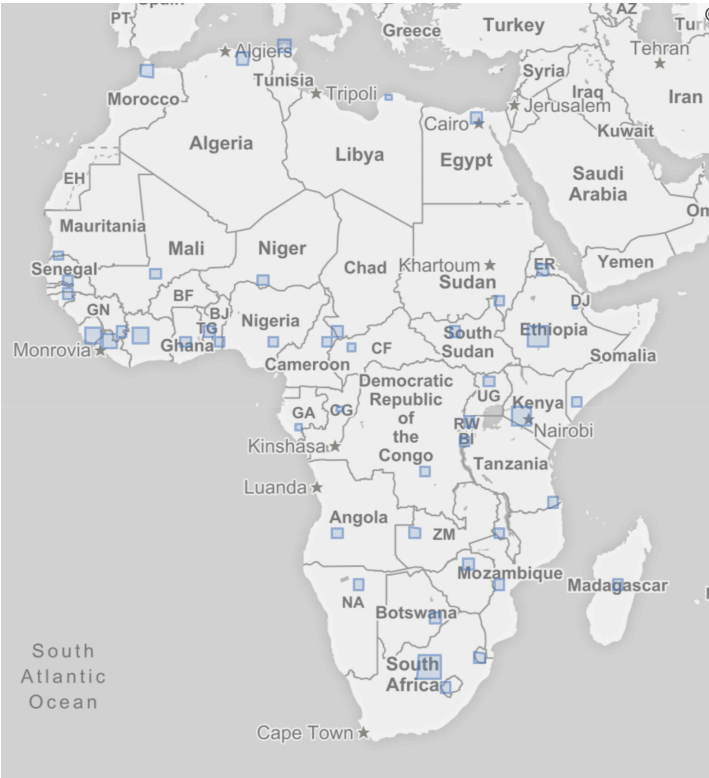 PT
Greece
Turkey
AZ
Tehran
Algiers
Syria
Tunisia
Tripoli
Iraq
Iran
Morocco
Jerusalem
Cairo
Kuwait
Algeria
Libya
Egypt
Saudi
Arabia
EH
Mauritania
Mali
Niger
Chad
Khartoum
Sudan
ER
Yemen
Senegal
BF
DJ
GN
BJ
TG
Nigeria
Ethiopia
Monrovia
Ghana
South
Sudan
CF
Somalia
Cameroon
Democratic
Republic
of
the
Congo
UG
Kenya
GA
CG
RW
BI
Nairobi
Kinshasa
Tanzania
Luanda
Angola
ZM
Mozambique
Madagascar
NA
Botswana
South
Africa
South
Atlantic
Ocean
Cape Town